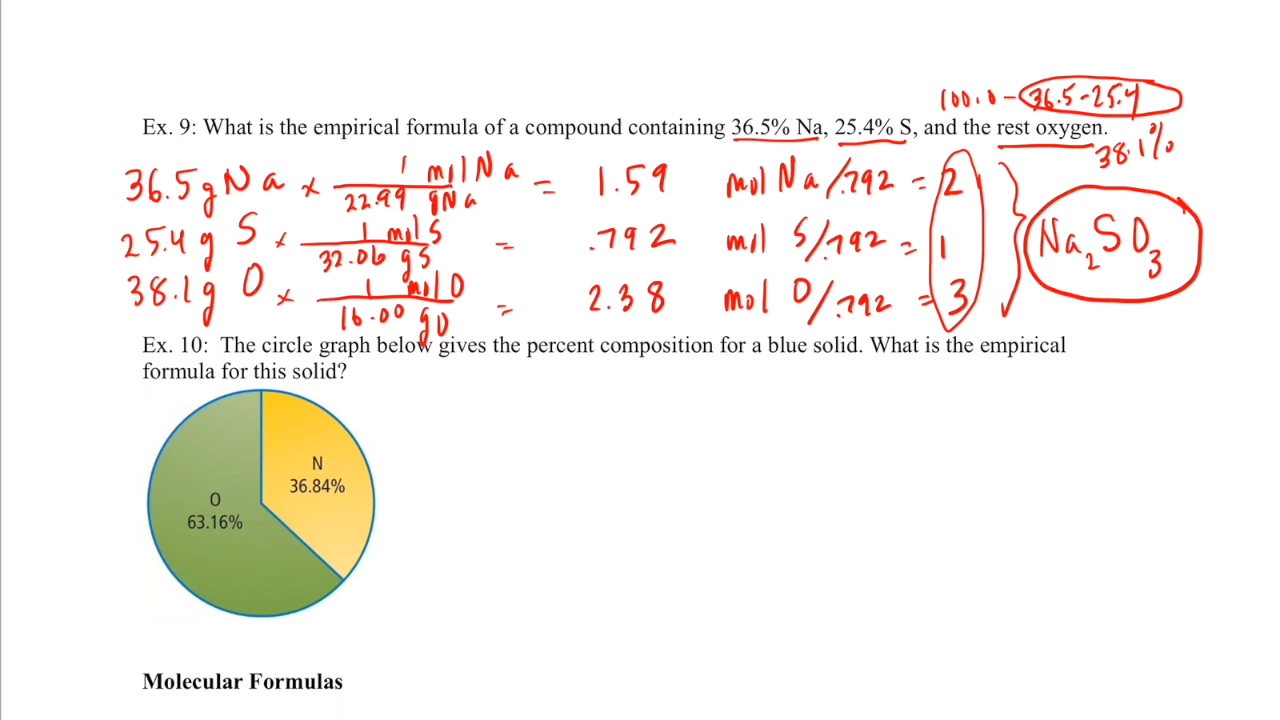 100.0 - 36.5 - 25.4
Ex. 9: What is the empirical formula of a compound containing 36.5% Na, 25.4% S, and the rest oxygen.
38.1%
36.5g Na x 1 mol Na / 22.99 g Na = 1.59 mol Na/.792 = 2
25.4 g S x 1 mol S / 32.06 g S = .792 mol S/.792 = 1
Na2SO3
38.1g O x 1 mol O / 16.00 g O = 2.38 mol O/.792 = 3
Ex. 10: The circle graph below gives the percent composition for a blue solid. What is the empirical
formula for this solid?
N
36.84%
O
63.16%
Molecular Formulas